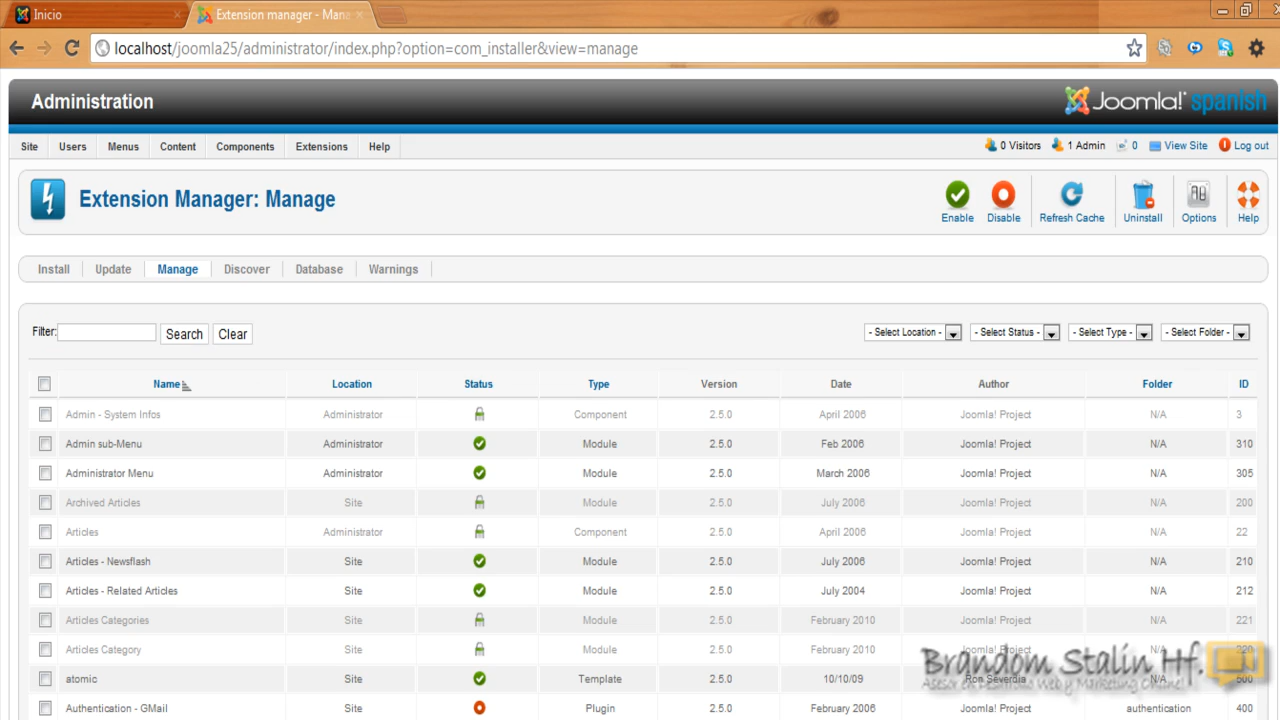 Inicio
Extension manager - Mana
localhost/joomla25/administrator/index.php?option=com_installer&view=manage
Administration
Joomla! spanish
Site Users Menus Content Components Extensions Help
0 Visitors 1 Admin 0 View Site Log out
Extension Manager: Manage
Enable Disable Refresh Cache Uninstall Options Help
Install Update Manage Discover Database Warnings
Filter: Search Clear - Select Location - - Select Status - - Select Type - - Select Folder -
Name Location Status Type Version Date Author Folder ID
Admin - System Infos Administrator Component 2.5.0 April 2006 Joomla! Project N/A 3
Admin sub-Menu Administrator Module 2.5.0 Feb 2006 Joomla! Project N/A 310
Administrator Menu Administrator Module 2.5.0 March 2006 Joomla! Project N/A 305
Archived Articles Site Module 2.5.0 July 2006 Joomla! Project N/A 200
Articles Administrator Component 2.5.0 April 2006 Joomla! Project N/A 22
Articles - Newsflash Site Module 2.5.0 July 2006 Joomla! Project N/A 210
Articles - Related Articles Site Module 2.5.0 July 2004 Joomla! Project N/A 212
Articles Categories Site Module 2.5.0 February 2010 Joomla! Project N/A 221
Articles Category Site Module 2.5.0 February 2010 Joomla! Project N/A 220
Brandom Stalin Hf.
atomic Site Template 2.5.0 10/10/09 Ron Severdia N/A 500
Authentication - GMail Site Plugin 2.5.0 February 2006 Joomla! Project authentication 400